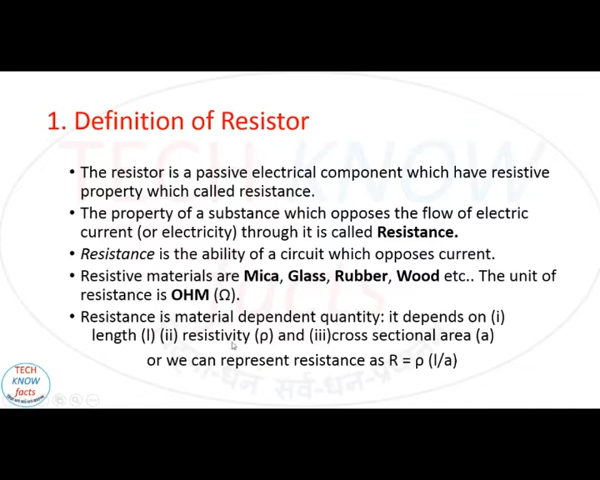 1. Definition of Resistor
• The resistor is a passive electrical component which have resistive
property which called resistance.
• The property of a substance which opposes the flow of electric
current (or electricity) through it is called Resistance.
• Resistance is the ability of a circuit which opposes current.
• Resistive materials are Mica, Glass, Rubber, Wood etc.. The unit of
resistance is OHM (Ω).
• Resistance is material dependent quantity: it depends on (i)
length (l) (ii) resistivity (ρ) and (iii)cross sectional area (a)
or we can represent resistance as R = ρ (l/a)
TECH KNOW
facts
TECH
KNOW
facts